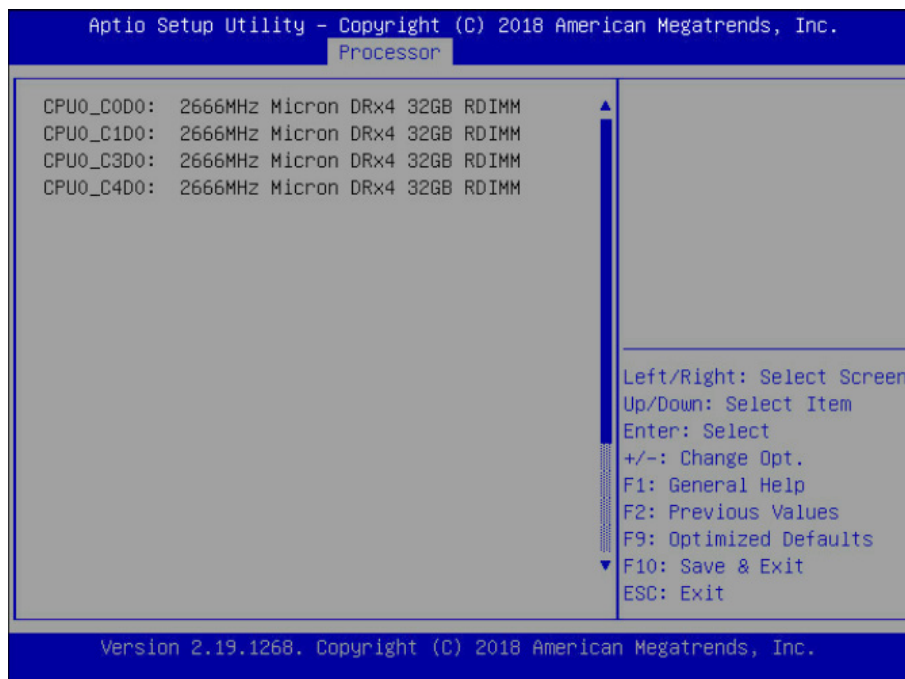 Aptio Setup Utility – Copyright (C) 2018 American Megatrends, Inc.
Processor
CPU0_C0D0: 2666MHz Micron DRx4 32GB RDIMM
CPU0_C1D0: 2666MHz Micron DRx4 32GB RDIMM
CPU0_C3D0: 2666MHz Micron DRx4 32GB RDIMM
CPU0_C4D0: 2666MHz Micron DRx4 32GB RDIMM
Left/Right: Select Screen
Up/Down: Select Item
Enter: Select
+/-: Change Opt.
F1: General Help
F2: Previous Values
F9: Optimized Defaults
F10: Save & Exit
ESC: Exit
Version 2.19.1268. Copyright (C) 2018 American Megatrends, Inc.